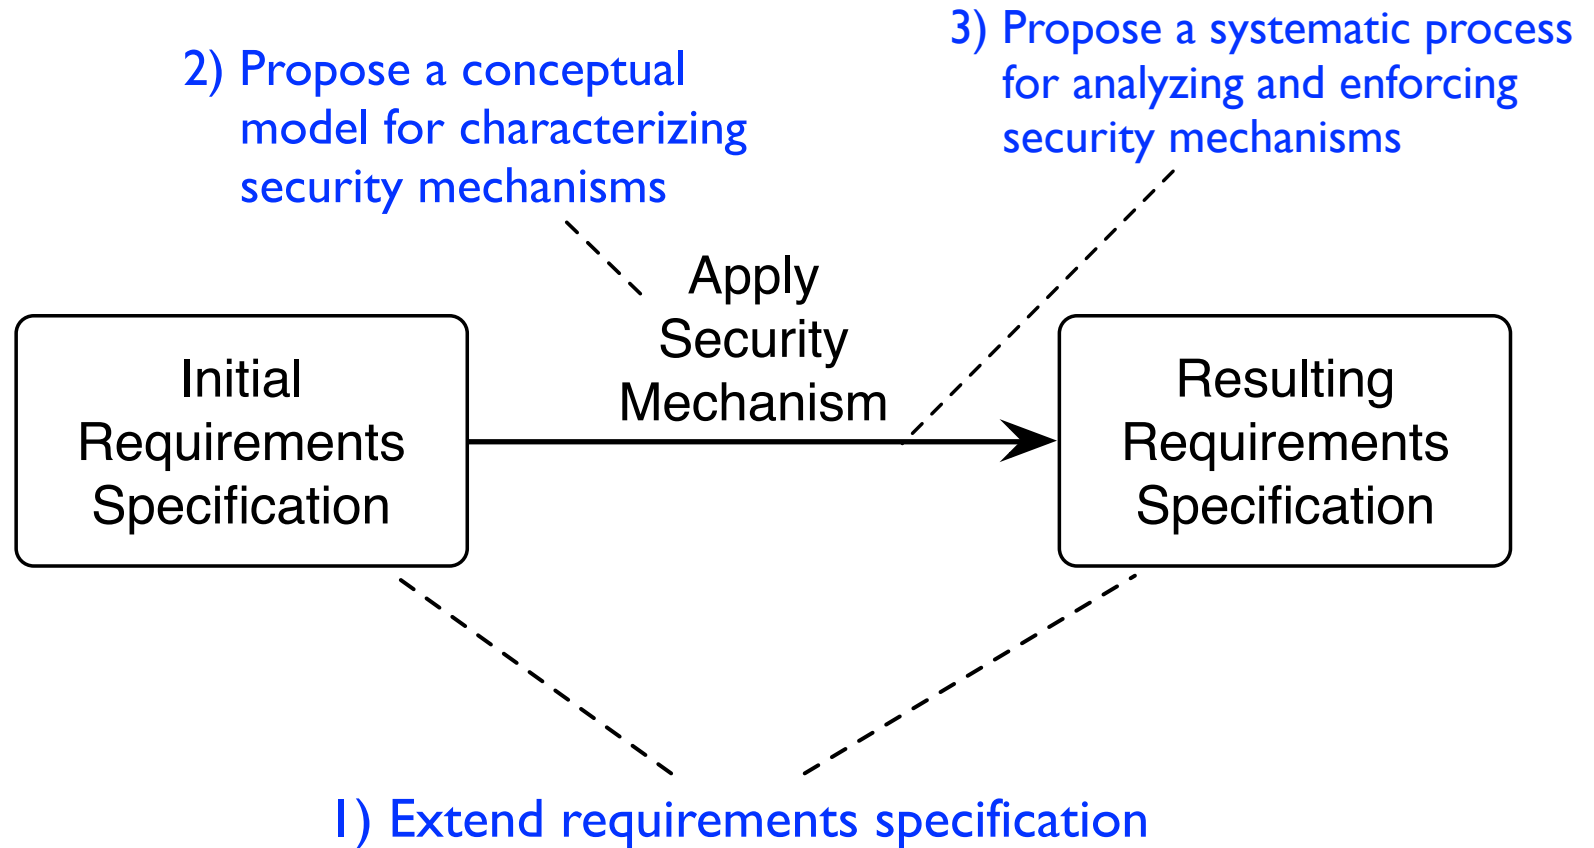 2) Propose a conceptual
model for characterizing
security mechanisms
3) Propose a systematic process
for analyzing and enforcing
security mechanisms
Apply
Security
Mechanism
Initial
Requirements
Specification
Resulting
Requirements
Specification
1) Extend requirements specification